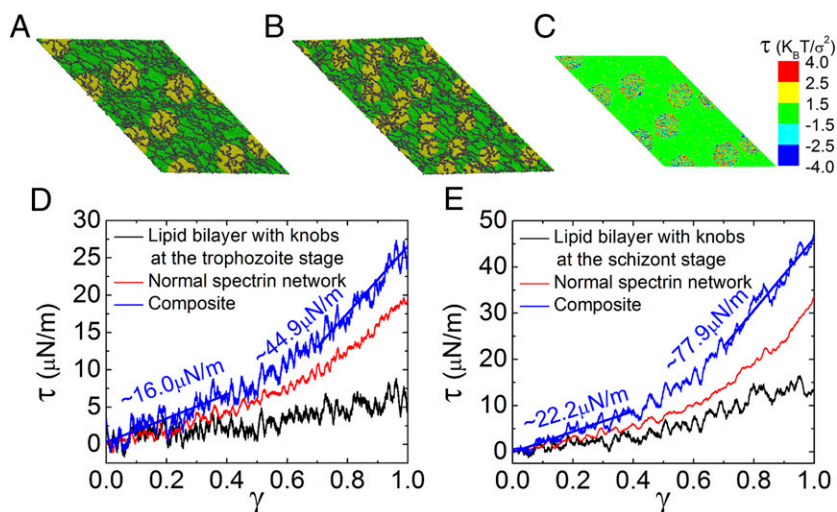 A
B
C
τ (KBT/σ²)
4.0
2.5
1.5
-1.5
-2.5
-4.0
D
30
25
20
15
10
5
0
τ (μN/m)
Lipid bilayer with knobs
at the trophozoite stage
Normal spectrin network
Composite
~16.0μN/m
~44.9μN/m
0.0 0.2 0.4 0.6 0.8 1.0
γ
E
50
40
30
20
10
0
τ (μN/m)
Lipid bilayer with knobs
at the schizont stage
Normal spectrin network
Composite
~22.2μN/m
~77.9μN/m
0.0 0.2 0.4 0.6 0.8 1.0
γ